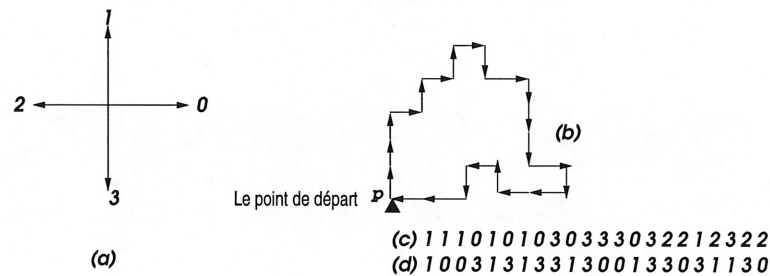 1
2 0
3
(a)
(b)
Le point de départ p
(c) 1 1 1 0 1 0 1 0 3 0 3 3 3 0 3 2 2 1 2 3 2 2
(d) 1 0 0 3 1 3 1 3 3 1 3 0 0 1 3 3 0 3 1 1 3 0